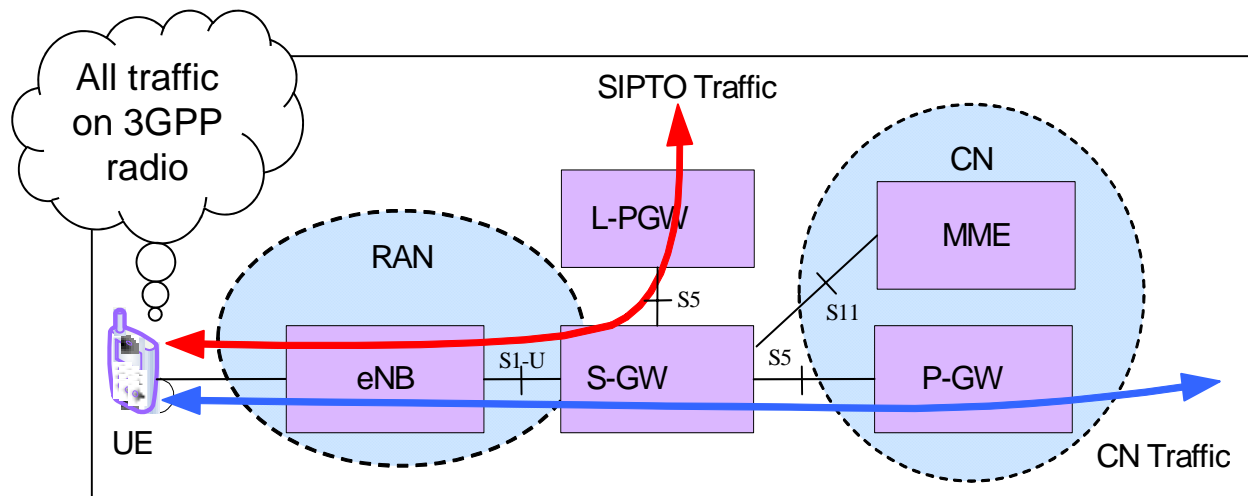 All traffic
on 3GPP
radio
SIPTO Traffic
CN
L-PGW
MME
RAN
S5
S11
S1-U
S5
eNB
S-GW
P-GW
UE
CN Traffic